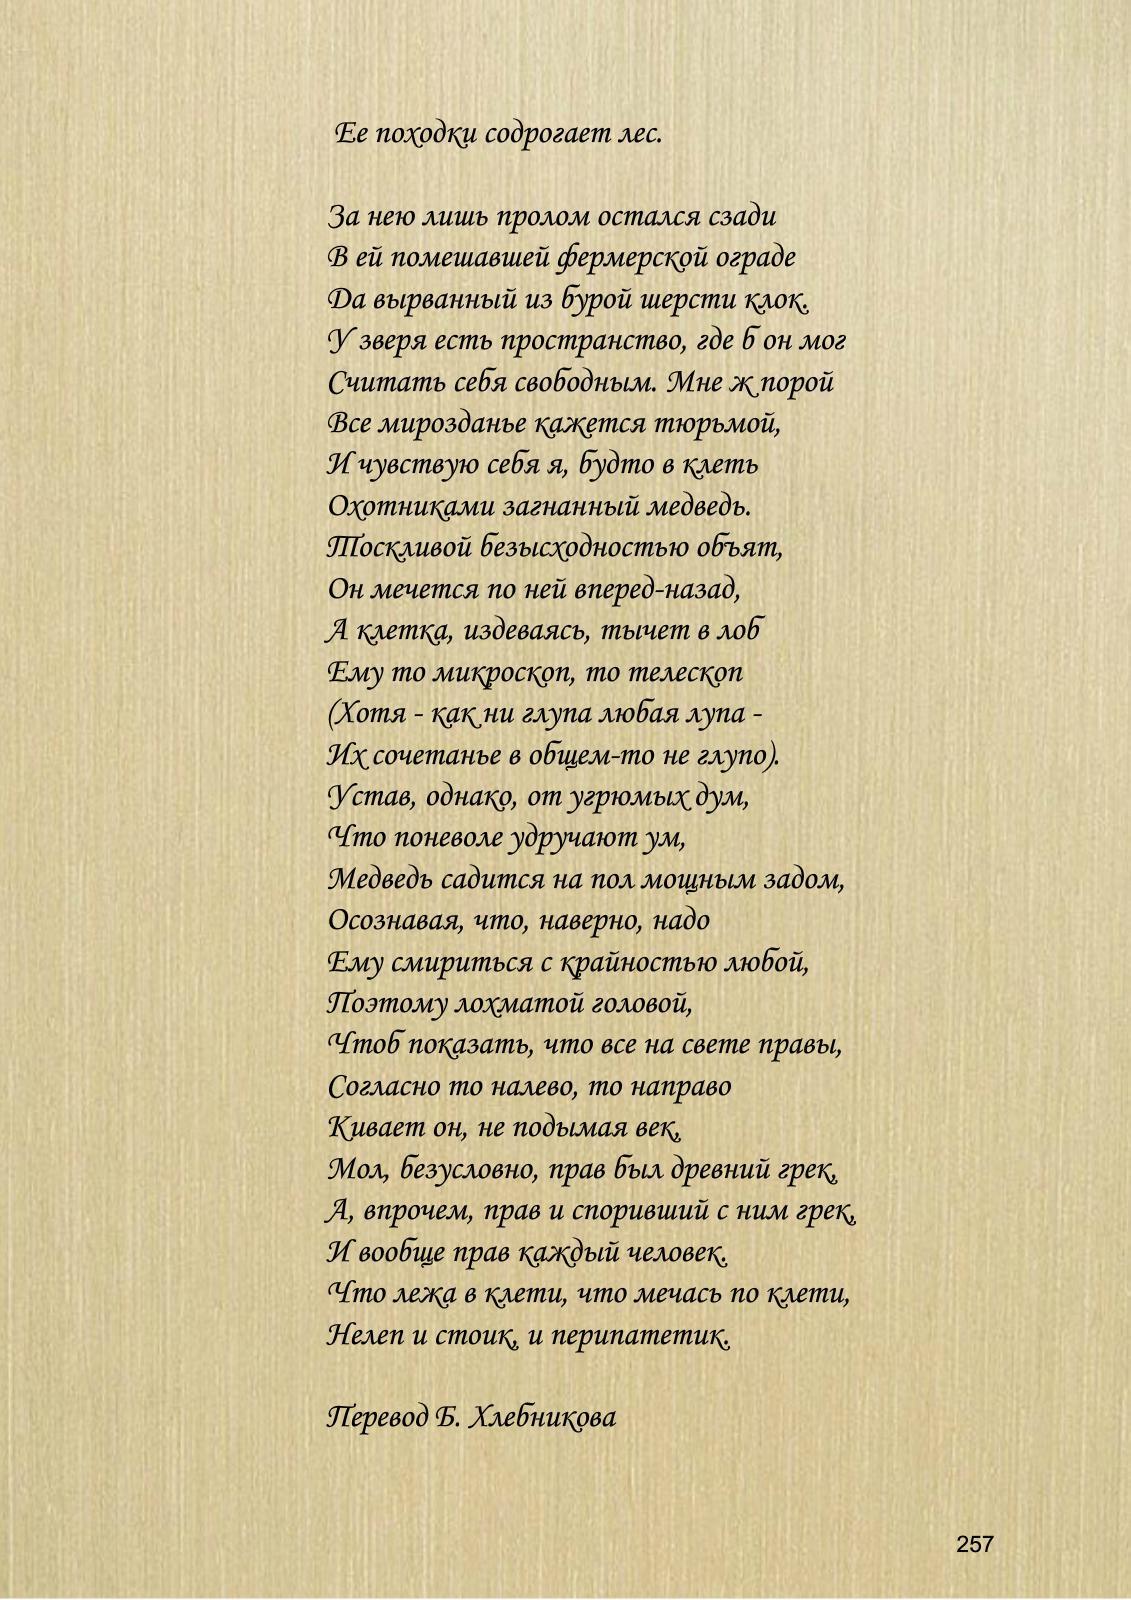 Ее походки содрогает лес.
За нею лишь пролом остался сзади
В ей помешавшей фермерской ограде
Да вырванный из бурой шерсти клок.
У зверя есть пространство, где б он мог
Считать себя свободным. Мне ж порой
Все мирозданье кажется тюрьмой,
И чувствую себя я, будто в клеть
Охотниками загнанный медведь.
Тоскливой безысходностью объят,
Он мечется по ней вперед-назад,
А клетка, издеваясь, тычет в лоб
Ему то микроскоп, то телескоп
(Хотя - как ни глупа любая лупа -
Их сочетанье в общем-то не глупо).
Устав, однако, от угрюмых дум,
Что поневоле удручают ум,
Медведь садится на пол мощным задом,
Осознавая, что, наверно, надо
Ему смириться с крайностью любой,
Поэтому лохматой головой,
Чтоб показать, что все на свете правы,
Согласно то налево, то направо
Кивает он, не подымая век,
Мол, безусловно, прав был древний грек,
А, впрочем, прав и споривший с ним грек,
И вообще прав каждый человек.
Что лежа в клети, что мечась по клети,
Нелеп и стоик, и перипатетик.
Перевод Б. Хлебникова
257